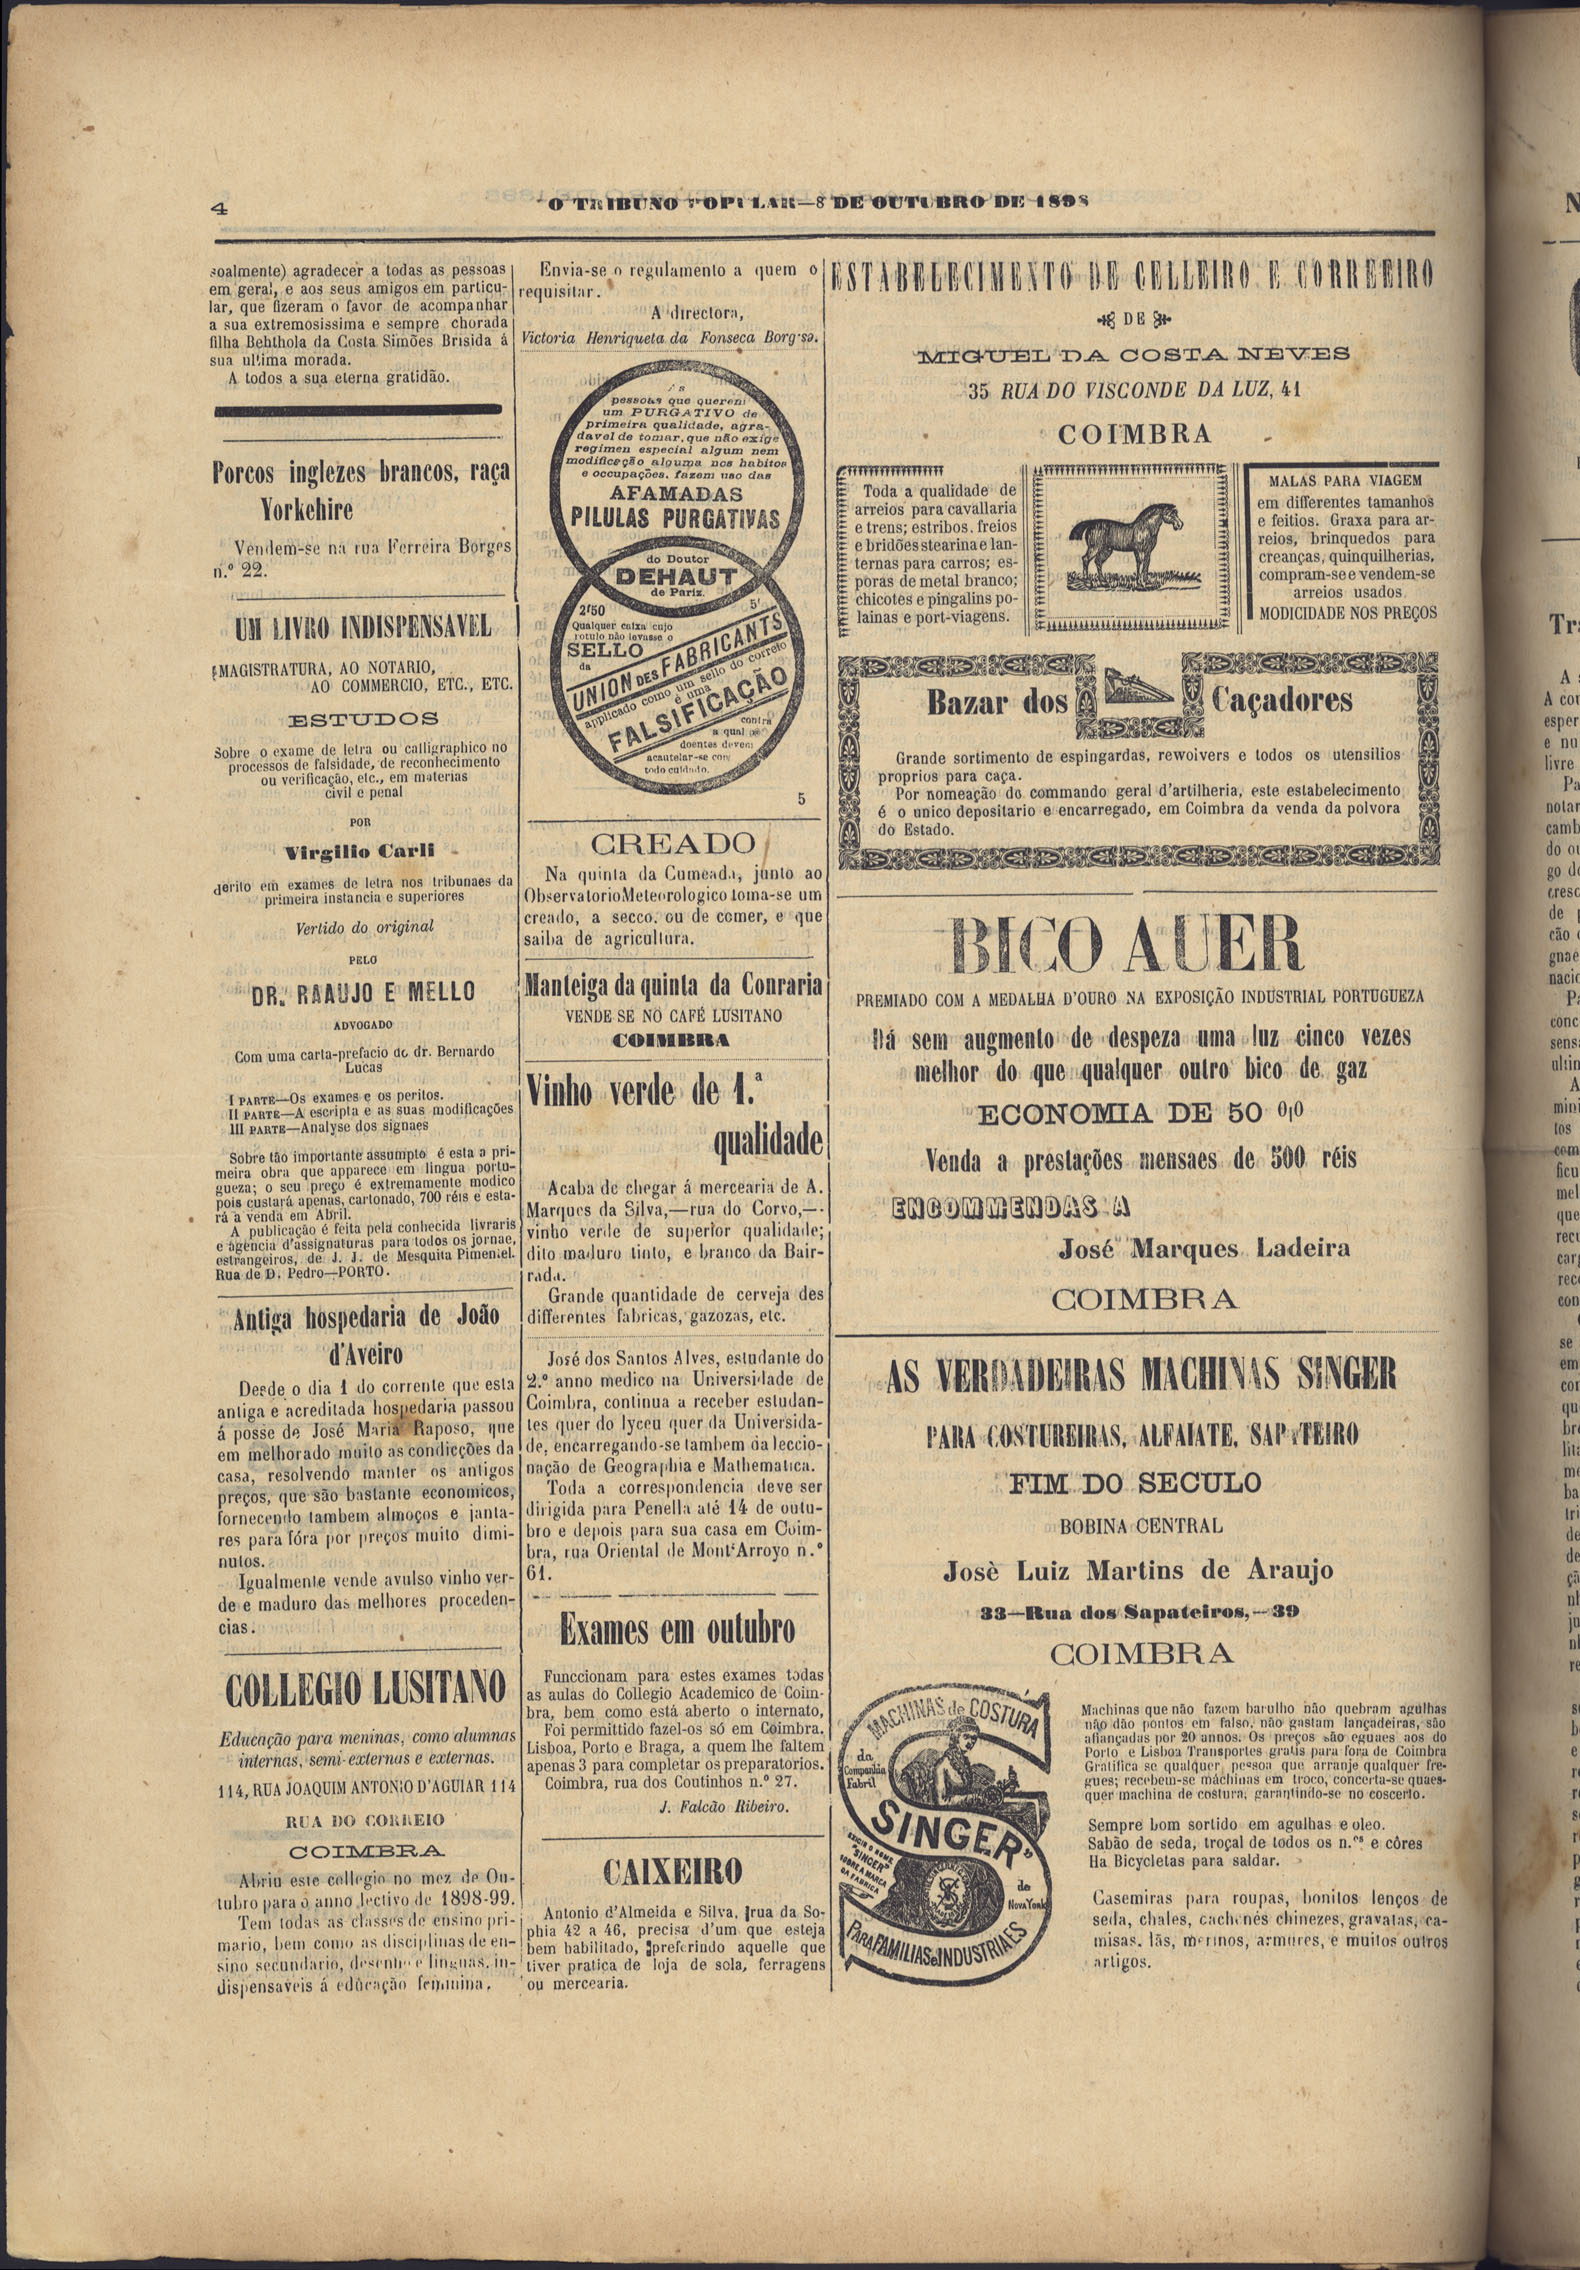 4
O TRIBUNO POPULAR—8 DE OUTUBRO DE 1898
soalmente) agradecer a todas as pessoas
em geral, e aos seus amigos em particu-
lar, que fizeram o favor de acompanhar
a sua extremosissima e sempre chorada
filha Behthola da Costa Simões Brisida á
sua ultima morada.
A todos a sua eterna gratidão.
Porcos inglezes brancos, raça
Yorkehire
Vendem-se na rua Ferreira Borges
n.º 22.
UM LIVRO INDISPENSAVEL
MAGISTRATURA, AO NOTARIO,
AO COMMERCIO, ETC., ETC.
ESTUDOS
Sobre o exame de letra ou calligraphico no
processos de falsidade, de reconhecimento
ou verificação, etc., em materias
civil e penal
POR
Virgilio Carli
perito em exames de letra nos tribunaes da
primeira instancia e superiores
Vertido do original
PELO
DR. RAAUJO E MELLO
ADVOGADO
Com uma carta-prefacio do dr. Bernardo
Lucas
I PARTE—Os exames e os peritos.
II PARTE—A escripta e as suas modificações
III PARTE—Analyse dos signaes
Sobre tão importante assumpto é esta a pri-
meira obra que apparece em lingua portu-
gueza; o seu preço é extremamente modico
pois custará apenas, cartonado, 700 réis e esta-
rá a venda em Abril.
A publicação é feita pela conhecida livraris
e agencia d'assignaturas para todos os jornae,
estrangeiros, de J. J. de Mesquita Pimentel.
Rua de D. Pedro—PORTO.
Antiga hospedaria de João
d'Aveiro
Desde o dia 1 do corrente que esta
antiga e acreditada hospedaria passou
á posse de José Maria Raposo, que
em melhorado muito as condicções da
casa, resolvendo manter os antigos
preços, que são bastante economicos,
fornecendo tambem almoços e janta-
res para fóra por preços muito dimi-
nutos.
Igualmente vende avulso vinho ver-
de e maduro das melhores proceden-
cias.
COLLEGIO LUSITANO
Educação para meninas, como alumnas
internas, semi-externas e externas.
114, RUA JOAQUIM ANTONIO D'AGUIAR 114
RUA DO CORREIO
COIMBRA
Abriu este collegio no mez de Ou-
tubro para o anno lectivo de 1898-99.
Tem todas as classes de ensino pri-
mario, bem como as disciplinas de en-
sino secundario, desenho e linguas, in-
dispensaveis á educação feminina.
Envia-se o regulamento a quem o
requisitar.
A directora,
Victoria Henriqueta da Fonseca Borges.
As
pessoas que querem
um PURGATIVO de
primeira qualidade, agra-
davel de tomar, que não exige
regimen especial algum nem
modificação alguma nos habitos
e occupações, fazem uso das
AFAMADAS
PILULAS PURGATIVAS
do Doutor
DEHAUT
de Pariz.
2f50
5f
Qualquer caixa cujo
rotulo não levasse o
SELLO
da
UNION DES FABRICANTS
applicado como um sello do correio
é uma
FALSIFICAÇÃO
contra
a qual os
doentes devem
acautelar-se com
todo cuidado.
5
CREADO
Na quinta da Cumeada, junto ao
Observatorio Meteorologico toma-se um
creado, a secco, ou de comer, e que
saiba de agricultura.
Manteiga da quinta da Conraria
VENDE SE NO CAFÉ LUSITANO
COIMBRA
Vinho verde de 1.ª
qualidade
Acaba de chegar á mercearia de A.
Marques da Silva,—rua do Corvo,—
vinho verde de superior qualidade;
dito maduro tinto, e branco da Bair-
rada.
Grande quantidade de cerveja des
differentes fabricas, gazozas, etc.
José dos Santos Alves, estudante do
2.º anno medico na Universidade de
Coimbra, continua a receber estudan-
tes quer do lyceu quer da Universida-
de, encarregando-se tambem da leccio-
nação de Geographia e Mathematica.
Toda a correspondencia deve ser
dirigida para Penella até 14 de outu-
bro e depois para sua casa em Coim-
bra, rua Oriental de Mont'Arroyo n.º
61.
Exames em outubro
Funccionam para estes exames todas
as aulas do Collegio Academico de Coim-
bra, bem como está aberto o internato,
Foi permittido fazel-os só em Coimbra,
Lisboa, Porto e Braga, a quem lhe faltem
apenas 3 para completar os preparatorios.
Coimbra, rua dos Coutinhos n.º 27.
J. Falcão Ribeiro.
CAIXEIRO
Antonio d'Almeida e Silva, rua da So-
phia 42 a 46, precisa d'um que esteja
bem habilitado, preferindo aquelle que
tiver pratica de loja de sola, ferragens
ou mercearia.
ESTABELECIMENTO DE CELLEIRO E CORREEIRO
DE
MIGUEL DA COSTA NEVES
35 RUA DO VISCONDE DA LUZ, 41
COIMBRA
Toda a qualidade de
arreios para cavallaria
e trens; estribos, freios
e bridões stearina e lan-
ternas para carros; es-
poras de metal branco;
chicotes e pingalins po-
lainas e port-viagens.
MALAS PARA VIAGEM
em differentes tamanhos
e feitios. Graxa para ar-
reios, brinquedos para
creanças, quinquilherias,
compram-se e vendem-se
arreios usados
MODICIDADE NOS PREÇOS
Bazar dos Caçadores
Grande sortimento de espingardas, rewoivers e todos os utensilios
proprios para caça.
Por nomeação do commando geral d'artilheria, este estabelecimento
é o unico depositario e encarregado, em Coimbra da venda da polvora
do Estado.
BICO AUER
PREMIADO COM A MEDALHA D'OURO NA EXPOSIÇÃO INDUSTRIAL PORTUGUEZA
Dá sem augmento de despeza uma luz cinco vezes
melhor do que qualquer outro bico de gaz
ECONOMIA DE 50 0|0
Venda a prestações mensaes de 500 réis
ENCOMMENDAS A
José Marques Ladeira
COIMBRA
AS VERDADEIRAS MACHINAS SINGER
PARA COSTUREIRAS, ALFAIATE, SAPATEIRO
FIM DO SECULO
BOBINA CENTRAL
Josè Luiz Martins de Araujo
33—Rua dos Sapateiros,—39
COIMBRA
MACHINAS de COSTURA
da
Companhia
Fabril
"SINGER"
EXIGIR O NOME
"SINGER"
SOBRE A MARCA
DA FABRICA
de
Nova York
PARA FAMILIAS e INDUSTRIAES
Machinas que não fazem barulho não quebram agulhas
não dão pontos em falso, não gastam lançadeiras, são
afiançadas por 20 annos. Os preços são eguaes aos do
Porto e Lisboa Transportes gratis para fora de Coimbra
Gratifica se qualquer pessoa que arranje qualquer fre-
gues; recebem-se máchinas em troco, concerta-se quaes-
quer machina de costura, garantindo-se no coscerto.
Sempre bom sortido em agulhas e oleo.
Sabão de seda, troçal de todos os n.ºs e côres
Ha Bicycletas para saldar.
Casemiras para roupas, bonitos lenços de
seda, chales, cachenés chinezes, gravatas, ca-
misas, lãs, merinos, armures, e muitos outros
artigos.